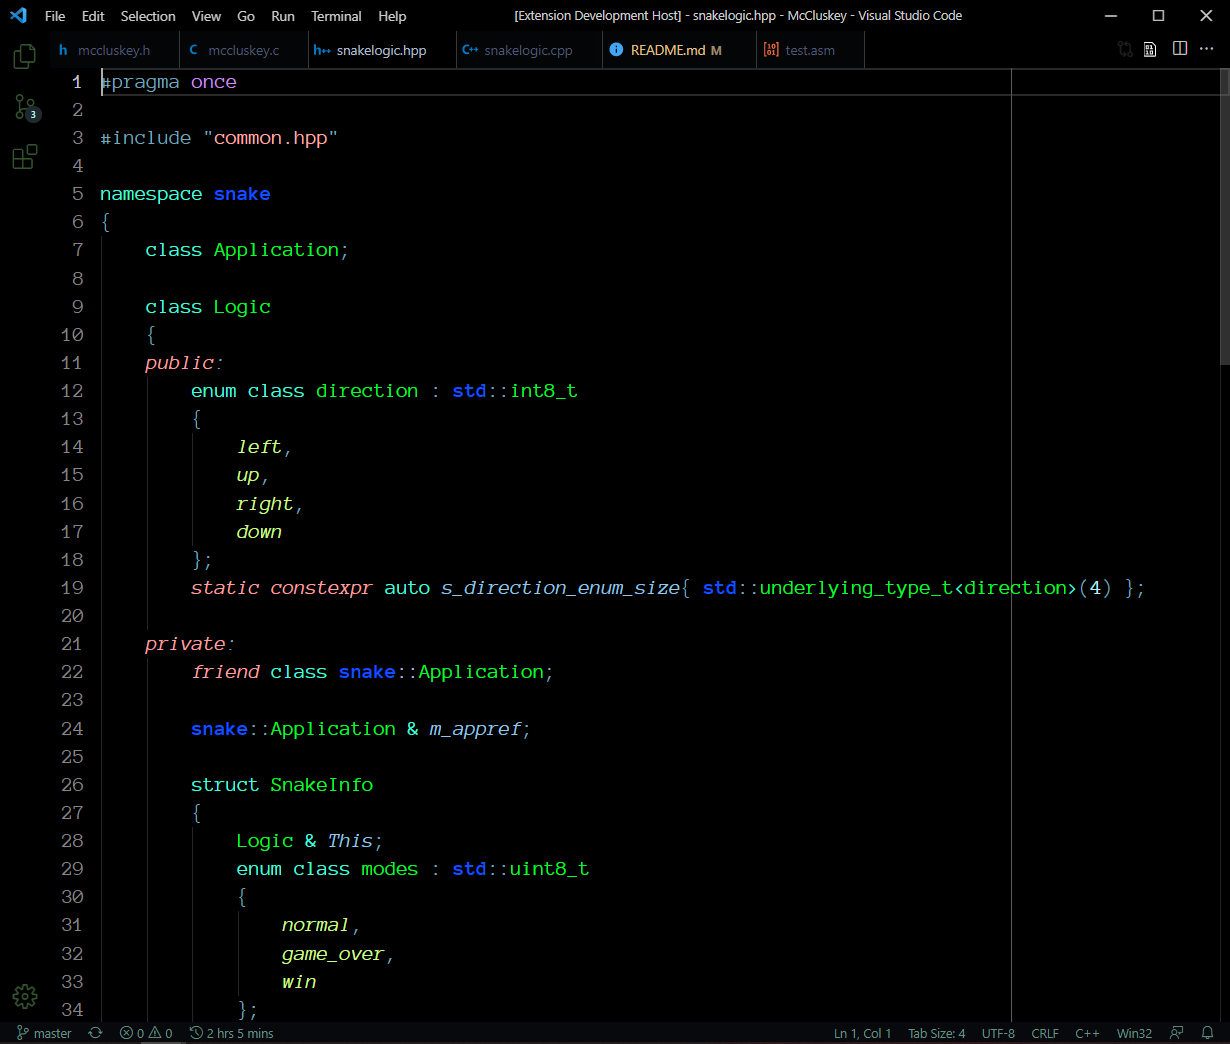 File Edit Selection View Go Run Terminal Help [Extension Development Host] - snakelogic.hpp - McCluskey - Visual Studio Code
h mccluskey.h C mccluskey.c h++ snakelogic.hpp C++ snakelogic.cpp README.md M test.asm
1 #pragma once
2
3 #include "common.hpp"
4
5 namespace snake
6 {
7 class Application;
8
9 class Logic
10 {
11 public:
12 enum class direction : std::int8_t
13 {
14 left,
15 up,
16 right,
17 down
18 };
19 static constexpr auto s_direction_enum_size{ std::underlying_type_t<direction>(4) };
20
21 private:
22 friend class snake::Application;
23
24 snake::Application & m_appref;
25
26 struct SnakeInfo
27 {
28 Logic & This;
29 enum class modes : std::uint8_t
30 {
31 normal,
32 game_over,
33 win
34 };
3
master 0 0 2 hrs 5 mins Ln 1, Col 1 Tab Size: 4 UTF-8 CRLF C++ Win32